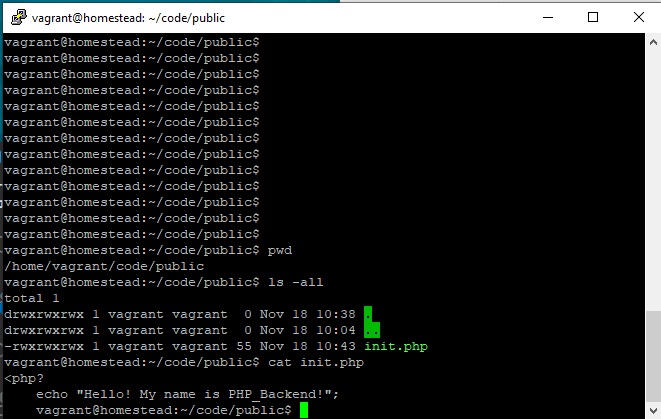 vagrant@homestead: ~/code/public
vagrant@homestead:~/code/public$
vagrant@homestead:~/code/public$
vagrant@homestead:~/code/public$
vagrant@homestead:~/code/public$
vagrant@homestead:~/code/public$
vagrant@homestead:~/code/public$
vagrant@homestead:~/code/public$
vagrant@homestead:~/code/public$
vagrant@homestead:~/code/public$
vagrant@homestead:~/code/public$
vagrant@homestead:~/code/public$
vagrant@homestead:~/code/public$
vagrant@homestead:~/code/public$
vagrant@homestead:~/code/public$ pwd
/home/vagrant/code/public
vagrant@homestead:~/code/public$ ls -all
total 1
drwxrwxrwx 1 vagrant vagrant  0 Nov 18 10:38 .
drwxrwxrwx 1 vagrant vagrant  0 Nov 18 10:04 ..
-rwxrwxrwx 1 vagrant vagrant 55 Nov 18 10:43 init.php
vagrant@homestead:~/code/public$ cat init.php
<php?
    echo "Hello! My name is PHP_Backend!";
    vagrant@homestead:~/code/public$